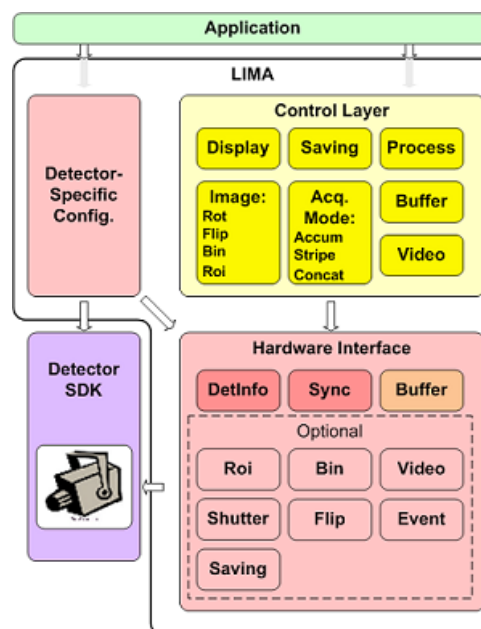 Application
LIMA
Detector-
Specific
Config.
Control Layer
Display
Saving
Process
Image:
Rot
Flip
Bin
Roi
Acq.
Mode:
Accum
Stripe
Concat
Buffer
Video
Detector
SDK
Hardware Interface
DetInfo
Sync
Buffer
Optional
Roi
Bin
Video
Shutter
Flip
Event
Saving